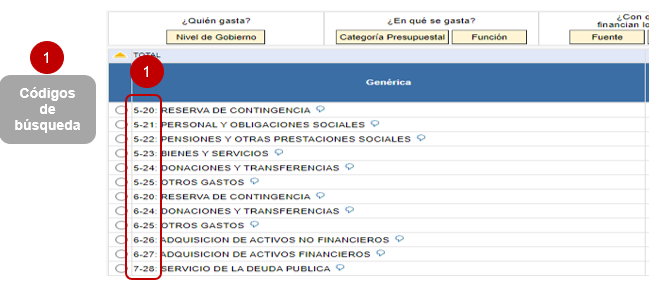 ¿Quién gasta?
¿En qué se gasta?
¿Con
financian lo
Nivel de Gobierno
Categoría Presupuestal
Función
Fuente
TOTAL
1
1
Códigos
de
búsqueda
Genérica
5-20: RESERVA DE CONTINGENCIA
5-21: PERSONAL Y OBLIGACIONES SOCIALES
5-22: PENSIONES Y OTRAS PRESTACIONES SOCIALES
5-23: BIENES Y SERVICIOS
5-24: DONACIONES Y TRANSFERENCIAS
5-25: OTROS GASTOS
6-20: RESERVA DE CONTINGENCIA
6-24: DONACIONES Y TRANSFERENCIAS
6-25: OTROS GASTOS
6-26: ADQUISICION DE ACTIVOS NO FINANCIEROS
6-27: ADQUISICION DE ACTIVOS FINANCIEROS
7-28: SERVICIO DE LA DEUDA PUBLICA